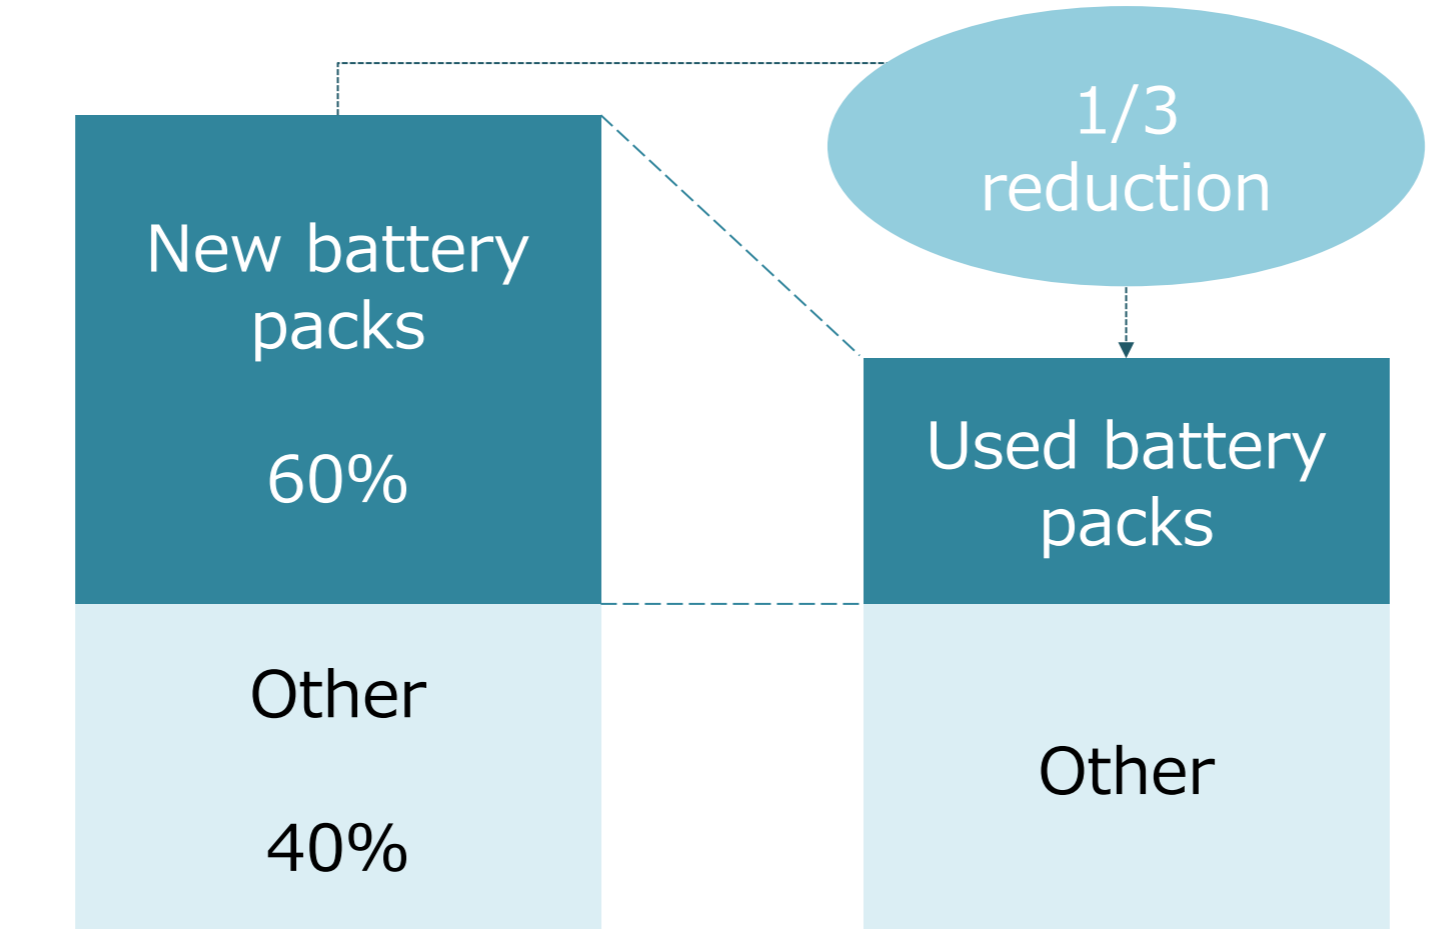 1/3
reduction
New battery
packs
60%
Used battery
packs
Other
40%
Other